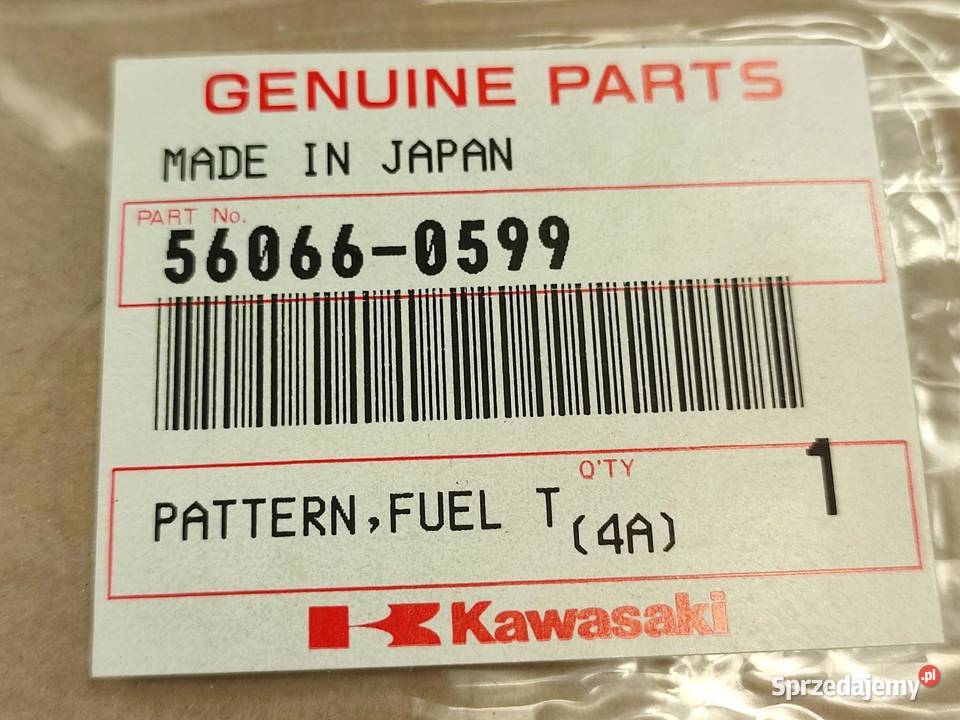 GENUINE PARTS
MADE IN JAPAN
PART No.
56066-0599
Q'TY
PATTERN,FUEL T (4A) 1
Kawasaki
Sprzedajemy.pl